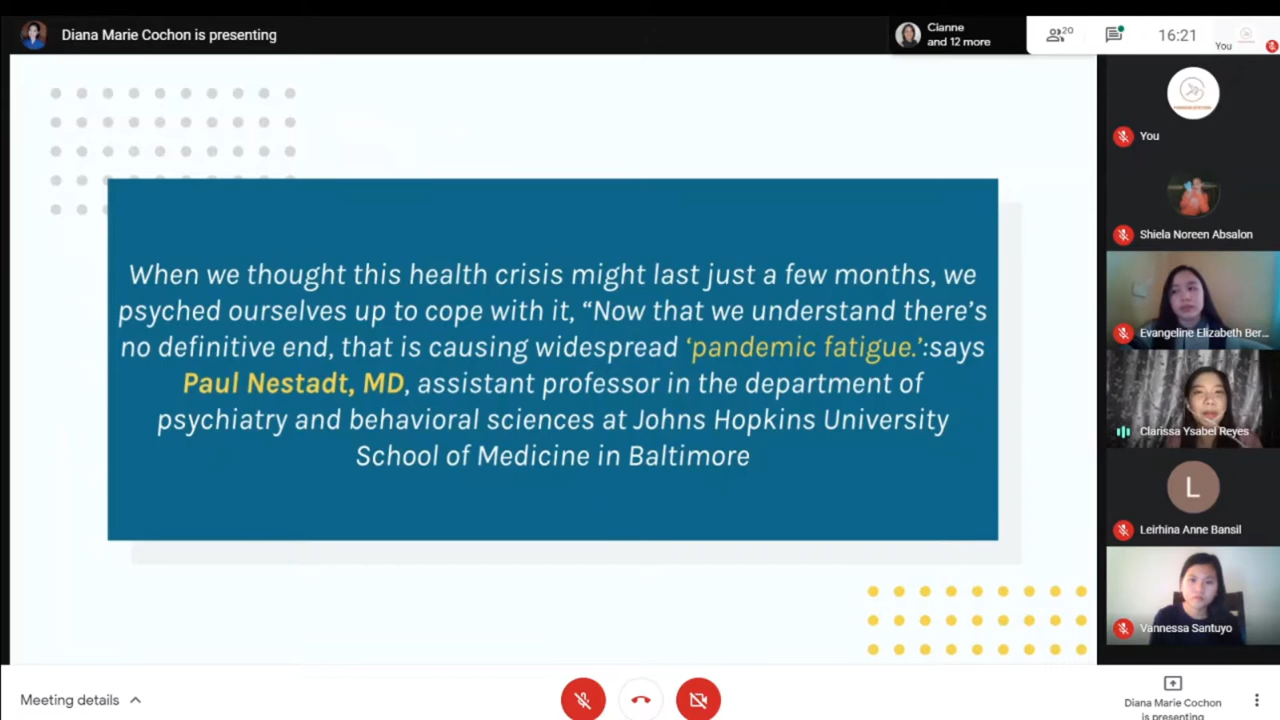 Diana Marie Cochon is presenting
Cianne
and 12 more
20
16:21
You
You
Shiela Noreen Absalon
Evangeline Elizabeth Ber...
Clarissa Ysabel Reyes
L
Leirhina Anne Bansil
Vannessa Santuyo
When we thought this health crisis might last just a few months, we
psyched ourselves up to cope with it, “Now that we understand there’s
no definitive end, that is causing widespread ‘pandemic fatigue.’:says
Paul Nestadt, MD, assistant professor in the department of
psychiatry and behavioral sciences at Johns Hopkins University
School of Medicine in Baltimore
Meeting details
Diana Marie Cochon
is presenting